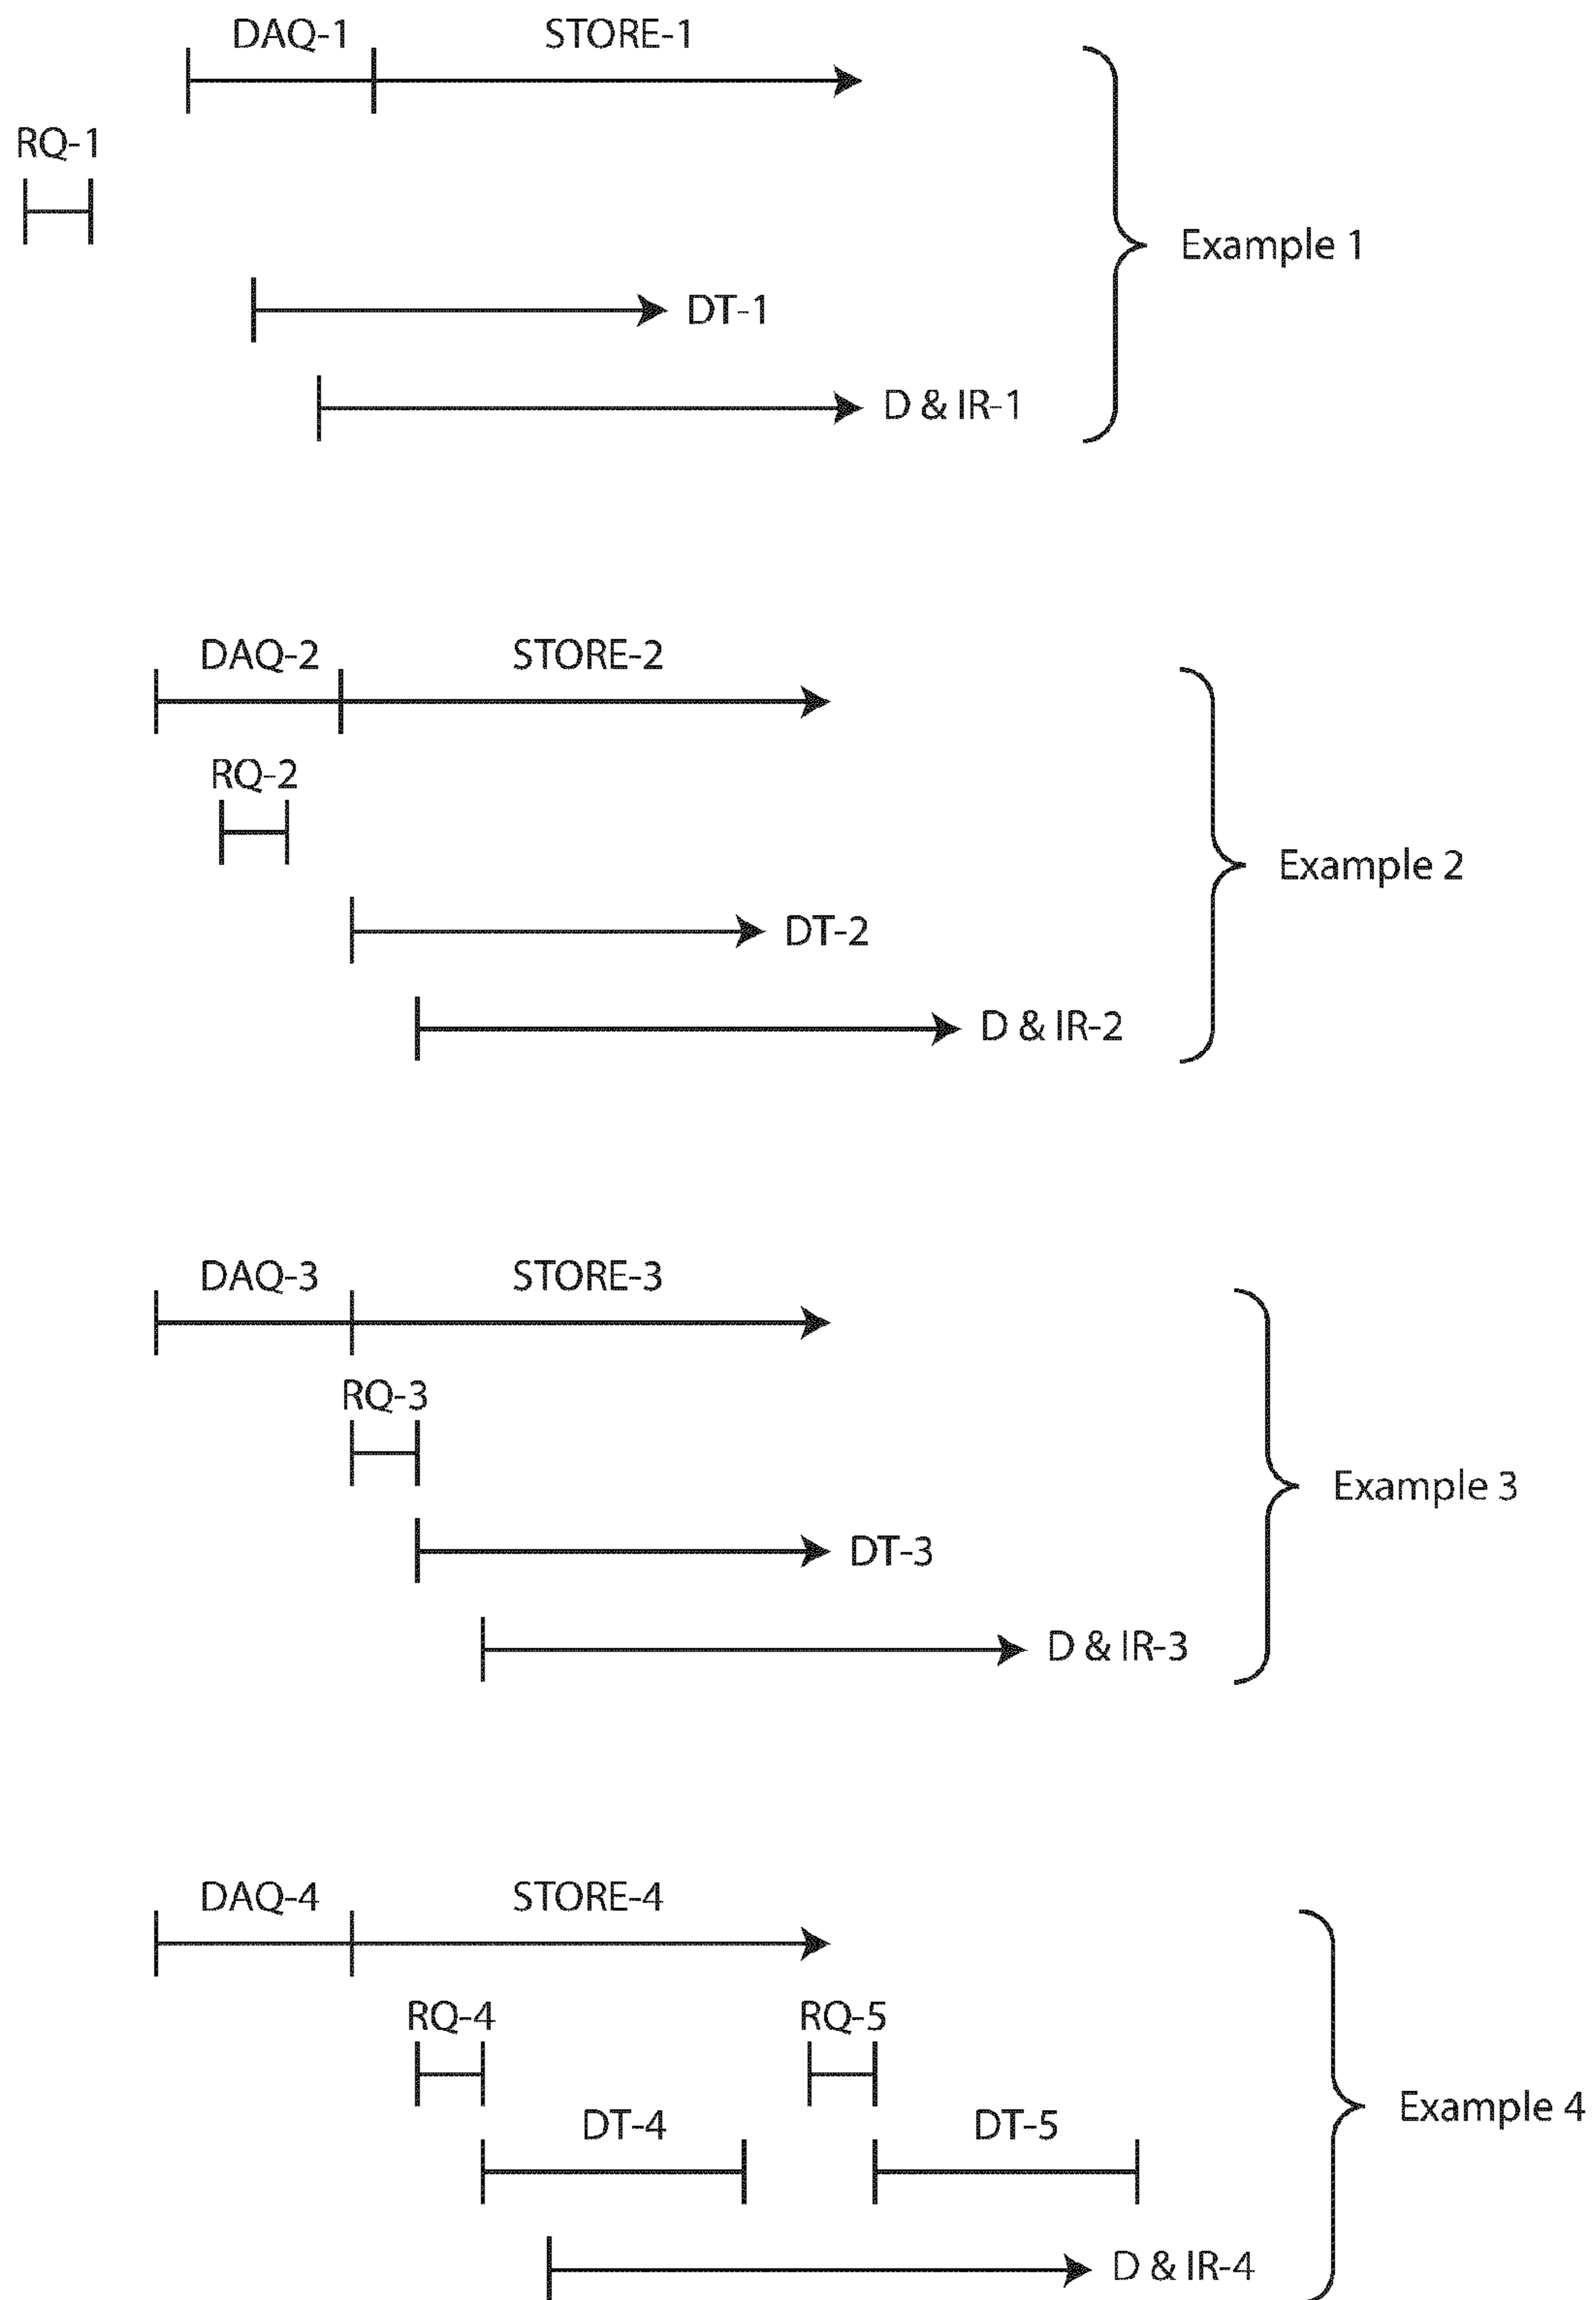 DAQ-1 STORE-1
RQ-1
Example 1
DT-1
D & IR-1
DAQ-2 STORE-2
RQ-2
Example 2
DT-2
D & IR-2
DAQ-3 STORE-3
RQ-3
Example 3
DT-3
D & IR-3
DAQ-4 STORE-4
RQ-4 RQ-5
Example 4
DT-4 DT-5
D & IR-4